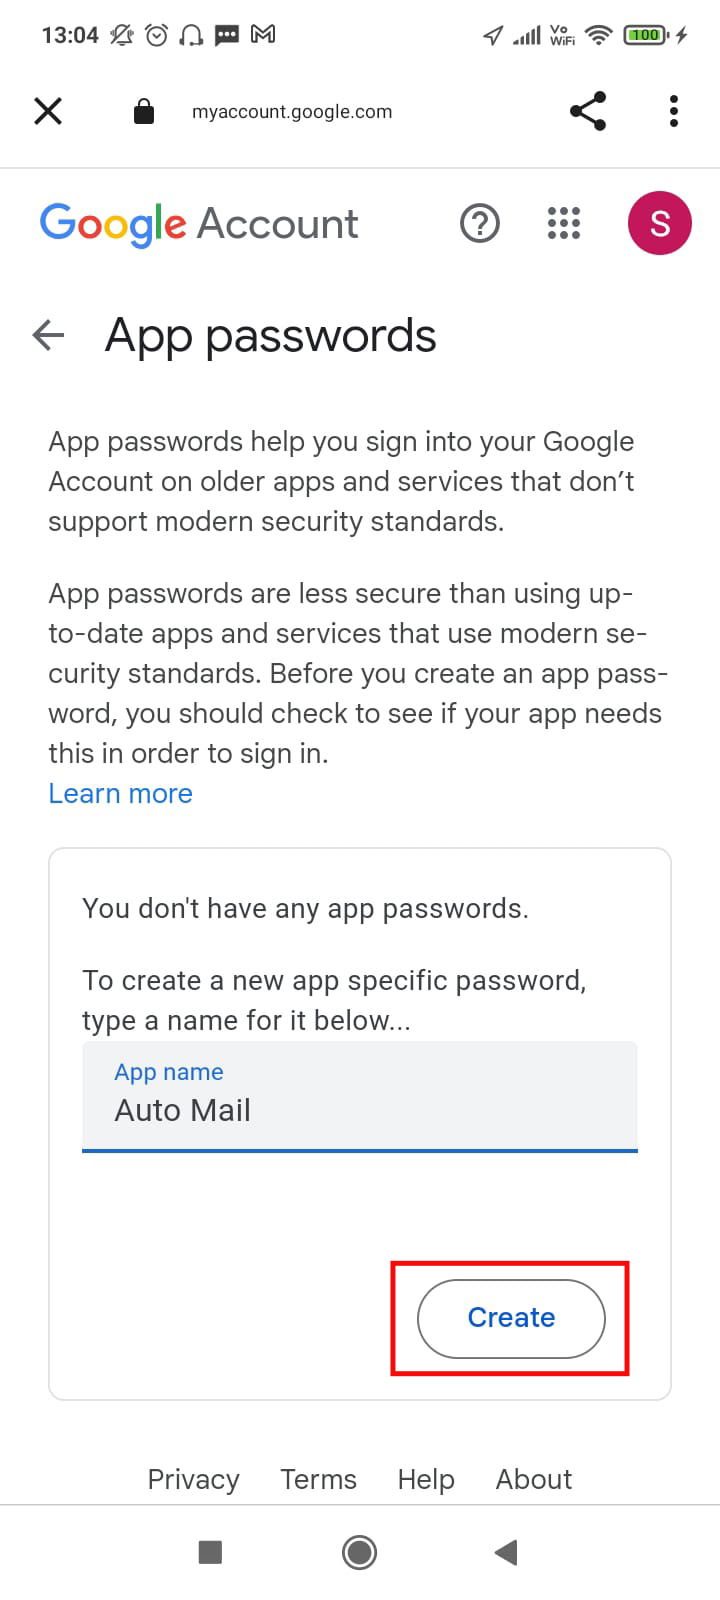 13:04 Vo WiFi 100
myaccount.google.com
Google Account S
App passwords
App passwords help you sign into your Google
Account on older apps and services that don’t
support modern security standards.
App passwords are less secure than using up-
to-date apps and services that use modern se-
curity standards. Before you create an app pass-
word, you should check to see if your app needs
this in order to sign in.
Learn more
You don't have any app passwords.
To create a new app specific password,
type a name for it below...
App name
Auto Mail
Create
Privacy Terms Help About